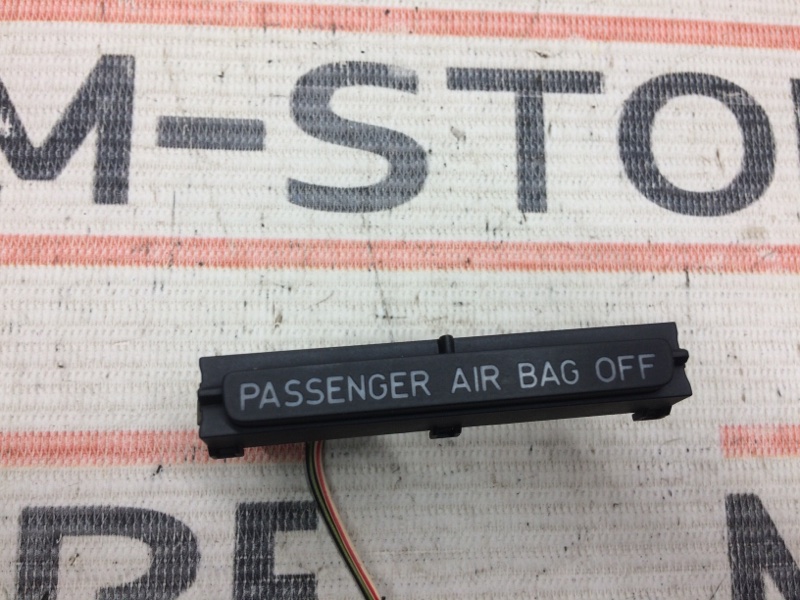 M-STO
PASSENGER AIR BAG OFF